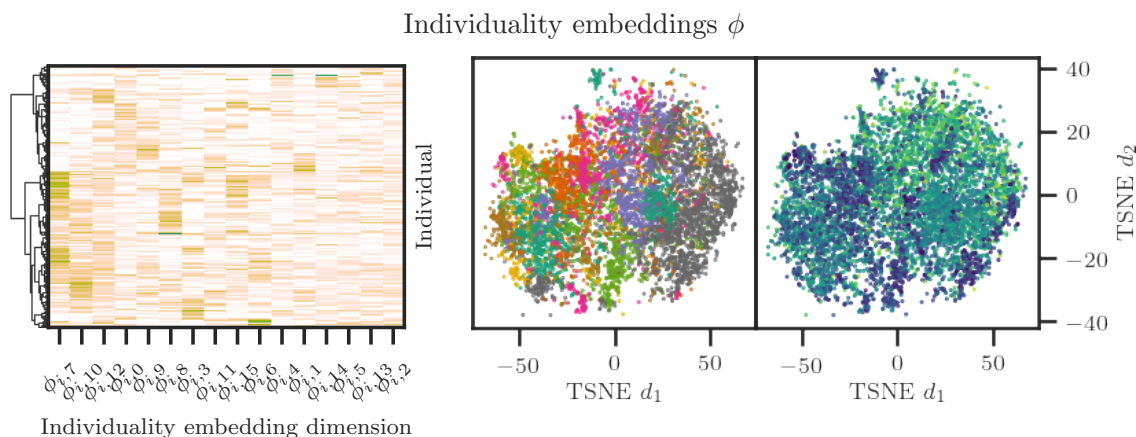 Individuality embeddings ϕ
Individual
ϕi,7 ϕi,10 ϕi,12 ϕi,0 ϕi,9 ϕi,8 ϕi,3 ϕi,11 ϕi,15 ϕi,6 ϕi,4 ϕi,1 ϕi,14 ϕi,5 ϕi,13 ϕi,2
Individuality embedding dimension
−50 0 50
TSNE d1
−50 0 50
TSNE d1
40
20
0
−20
−40
TSNE d2